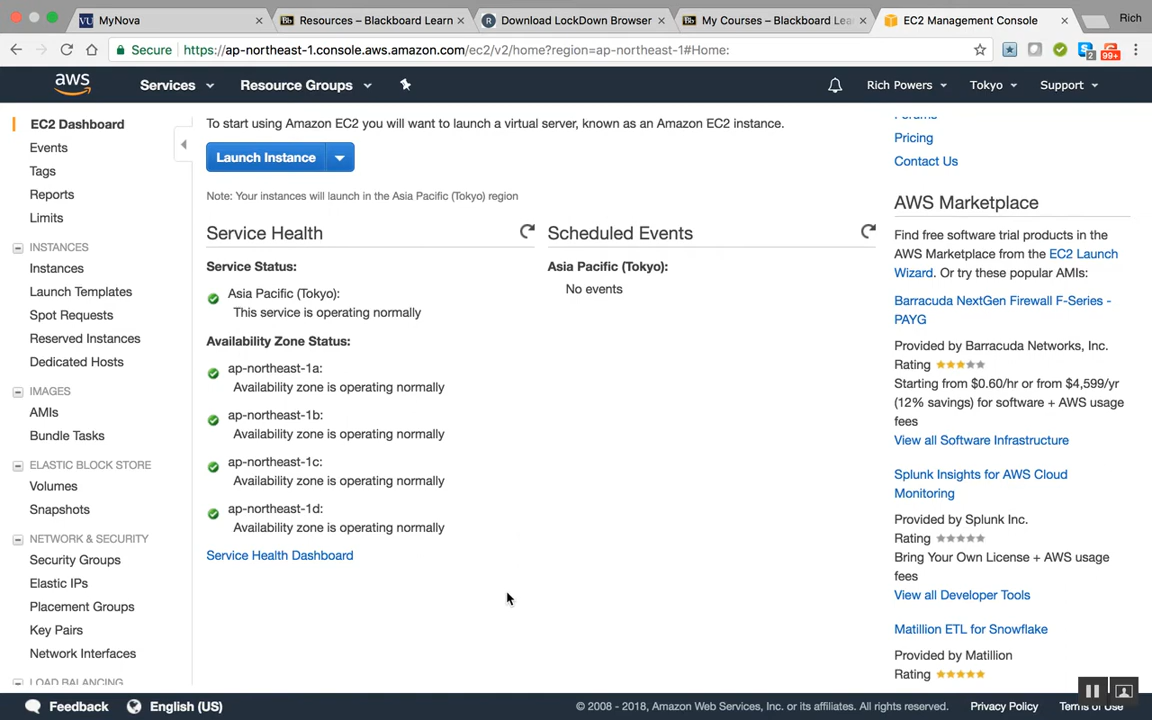 MyNova
Resources – Blackboard Learn
Download LockDown Browser
My Courses – Blackboard Le
EC2 Management Console
Rich
Secure
https://ap-northeast-1.console.aws.amazon.com/ec2/v2/home?region=ap-northeast-1#Home:
2
99+
aws
Services
Resource Groups
Rich Powers
Tokyo
Support
EC2 Dashboard
Events
Tags
Reports
Limits
INSTANCES
Instances
Launch Templates
Spot Requests
Reserved Instances
Dedicated Hosts
IMAGES
AMIs
Bundle Tasks
ELASTIC BLOCK STORE
Volumes
Snapshots
NETWORK & SECURITY
Security Groups
Elastic IPs
Placement Groups
Key Pairs
Network Interfaces
LOAD BALANCING
To start using Amazon EC2 you will want to launch a virtual server, known as an Amazon EC2 instance.
Launch Instance
Note: Your instances will launch in the Asia Pacific (Tokyo) region
Service Health
Service Status:
Asia Pacific (Tokyo):
This service is operating normally
Availability Zone Status:
ap-northeast-1a:
Availability zone is operating normally
ap-northeast-1b:
Availability zone is operating normally
ap-northeast-1c:
Availability zone is operating normally
ap-northeast-1d:
Availability zone is operating normally
Service Health Dashboard
Scheduled Events
Asia Pacific (Tokyo):
No events
Forums
Pricing
Contact Us
AWS Marketplace
Find free software trial products in the
AWS Marketplace from the EC2 Launch
Wizard. Or try these popular AMIs:
Barracuda NextGen Firewall F-Series -
PAYG
Provided by Barracuda Networks, Inc.
Rating
Starting from $0.60/hr or from $4,599/yr
(12% savings) for software + AWS usage
fees
View all Software Infrastructure
Splunk Insights for AWS Cloud
Monitoring
Provided by Splunk Inc.
Rating
Bring Your Own License + AWS usage
fees
View all Developer Tools
Matillion ETL for Snowflake
Provided by Matillion
Rating
Feedback
English (US)
© 2008 - 2018, Amazon Web Services, Inc. or its affiliates. All rights reserved.
Privacy Policy
Terms of Use